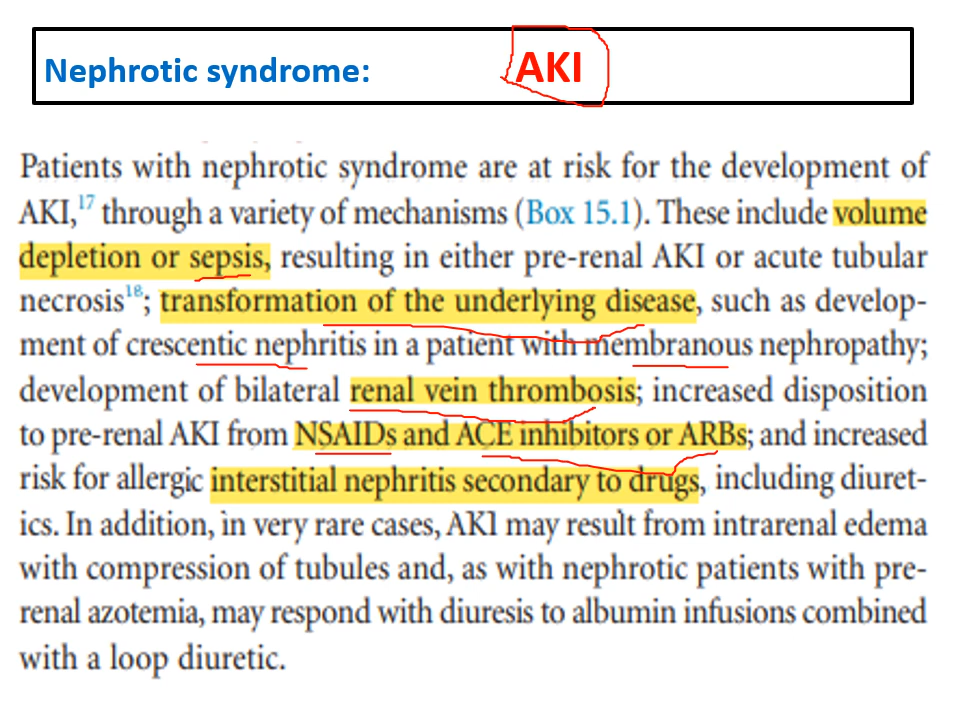 Nephrotic syndrome: AKI
Patients with nephrotic syndrome are at risk for the development of
AKI,17 through a variety of mechanisms (Box 15.1). These include volume
depletion or sepsis, resulting in either pre-renal AKI or acute tubular
necrosis18; transformation of the underlying disease, such as develop-
ment of crescentic nephritis in a patient with membranous nephropathy;
development of bilateral renal vein thrombosis; increased disposition
to pre-renal AKI from NSAIDs and ACE inhibitors or ARBs; and increased
risk for allergic interstitial nephritis secondary to drugs, including diuret-
ics. In addition, in very rare cases, AKI may result from intrarenal edema
with compression of tubules and, as with nephrotic patients with pre-
renal azotemia, may respond with diuresis to albumin infusions combined
with a loop diuretic.